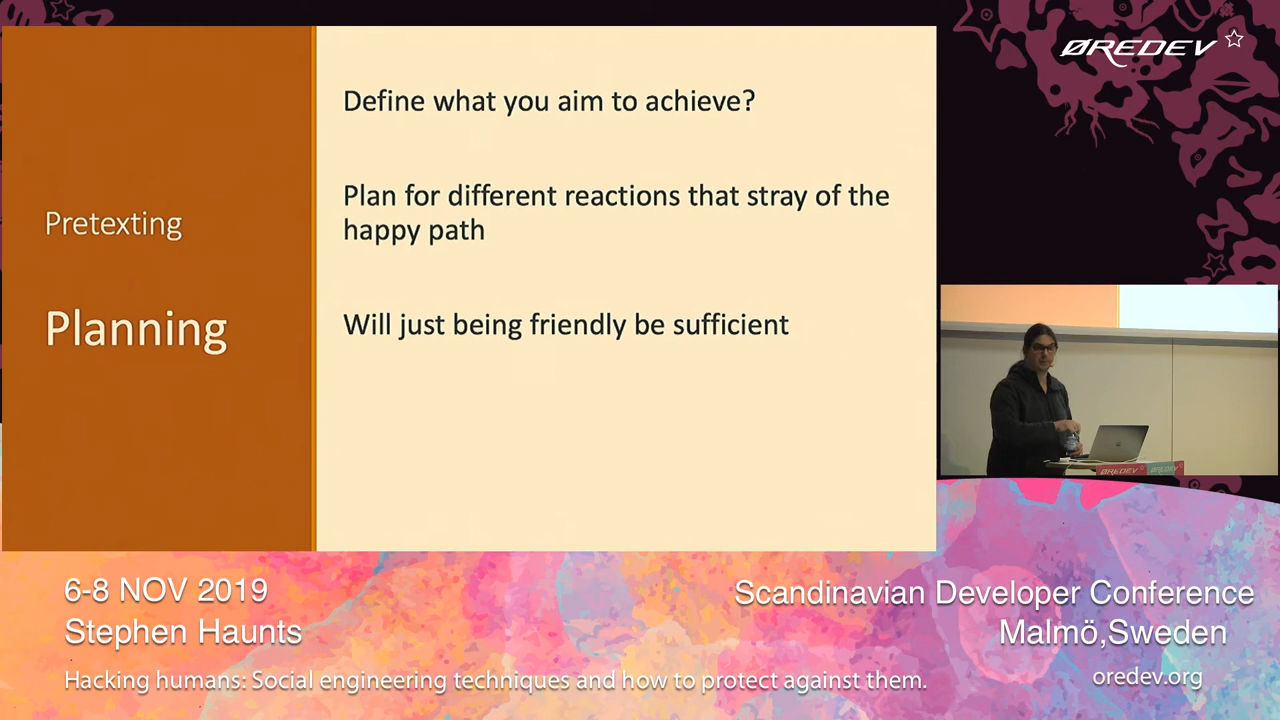 ØREDEV
Pretexting
Planning
Define what you aim to achieve?
Plan for different reactions that stray of the
happy path
Will just being friendly be sufficient
ØREDEV ØREDEV
6-8 NOV 2019
Stephen Haunts
Hacking humans: Social engineering techniques and how to protect against them.
Scandinavian Developer Conference
Malmö,Sweden
oredev.org